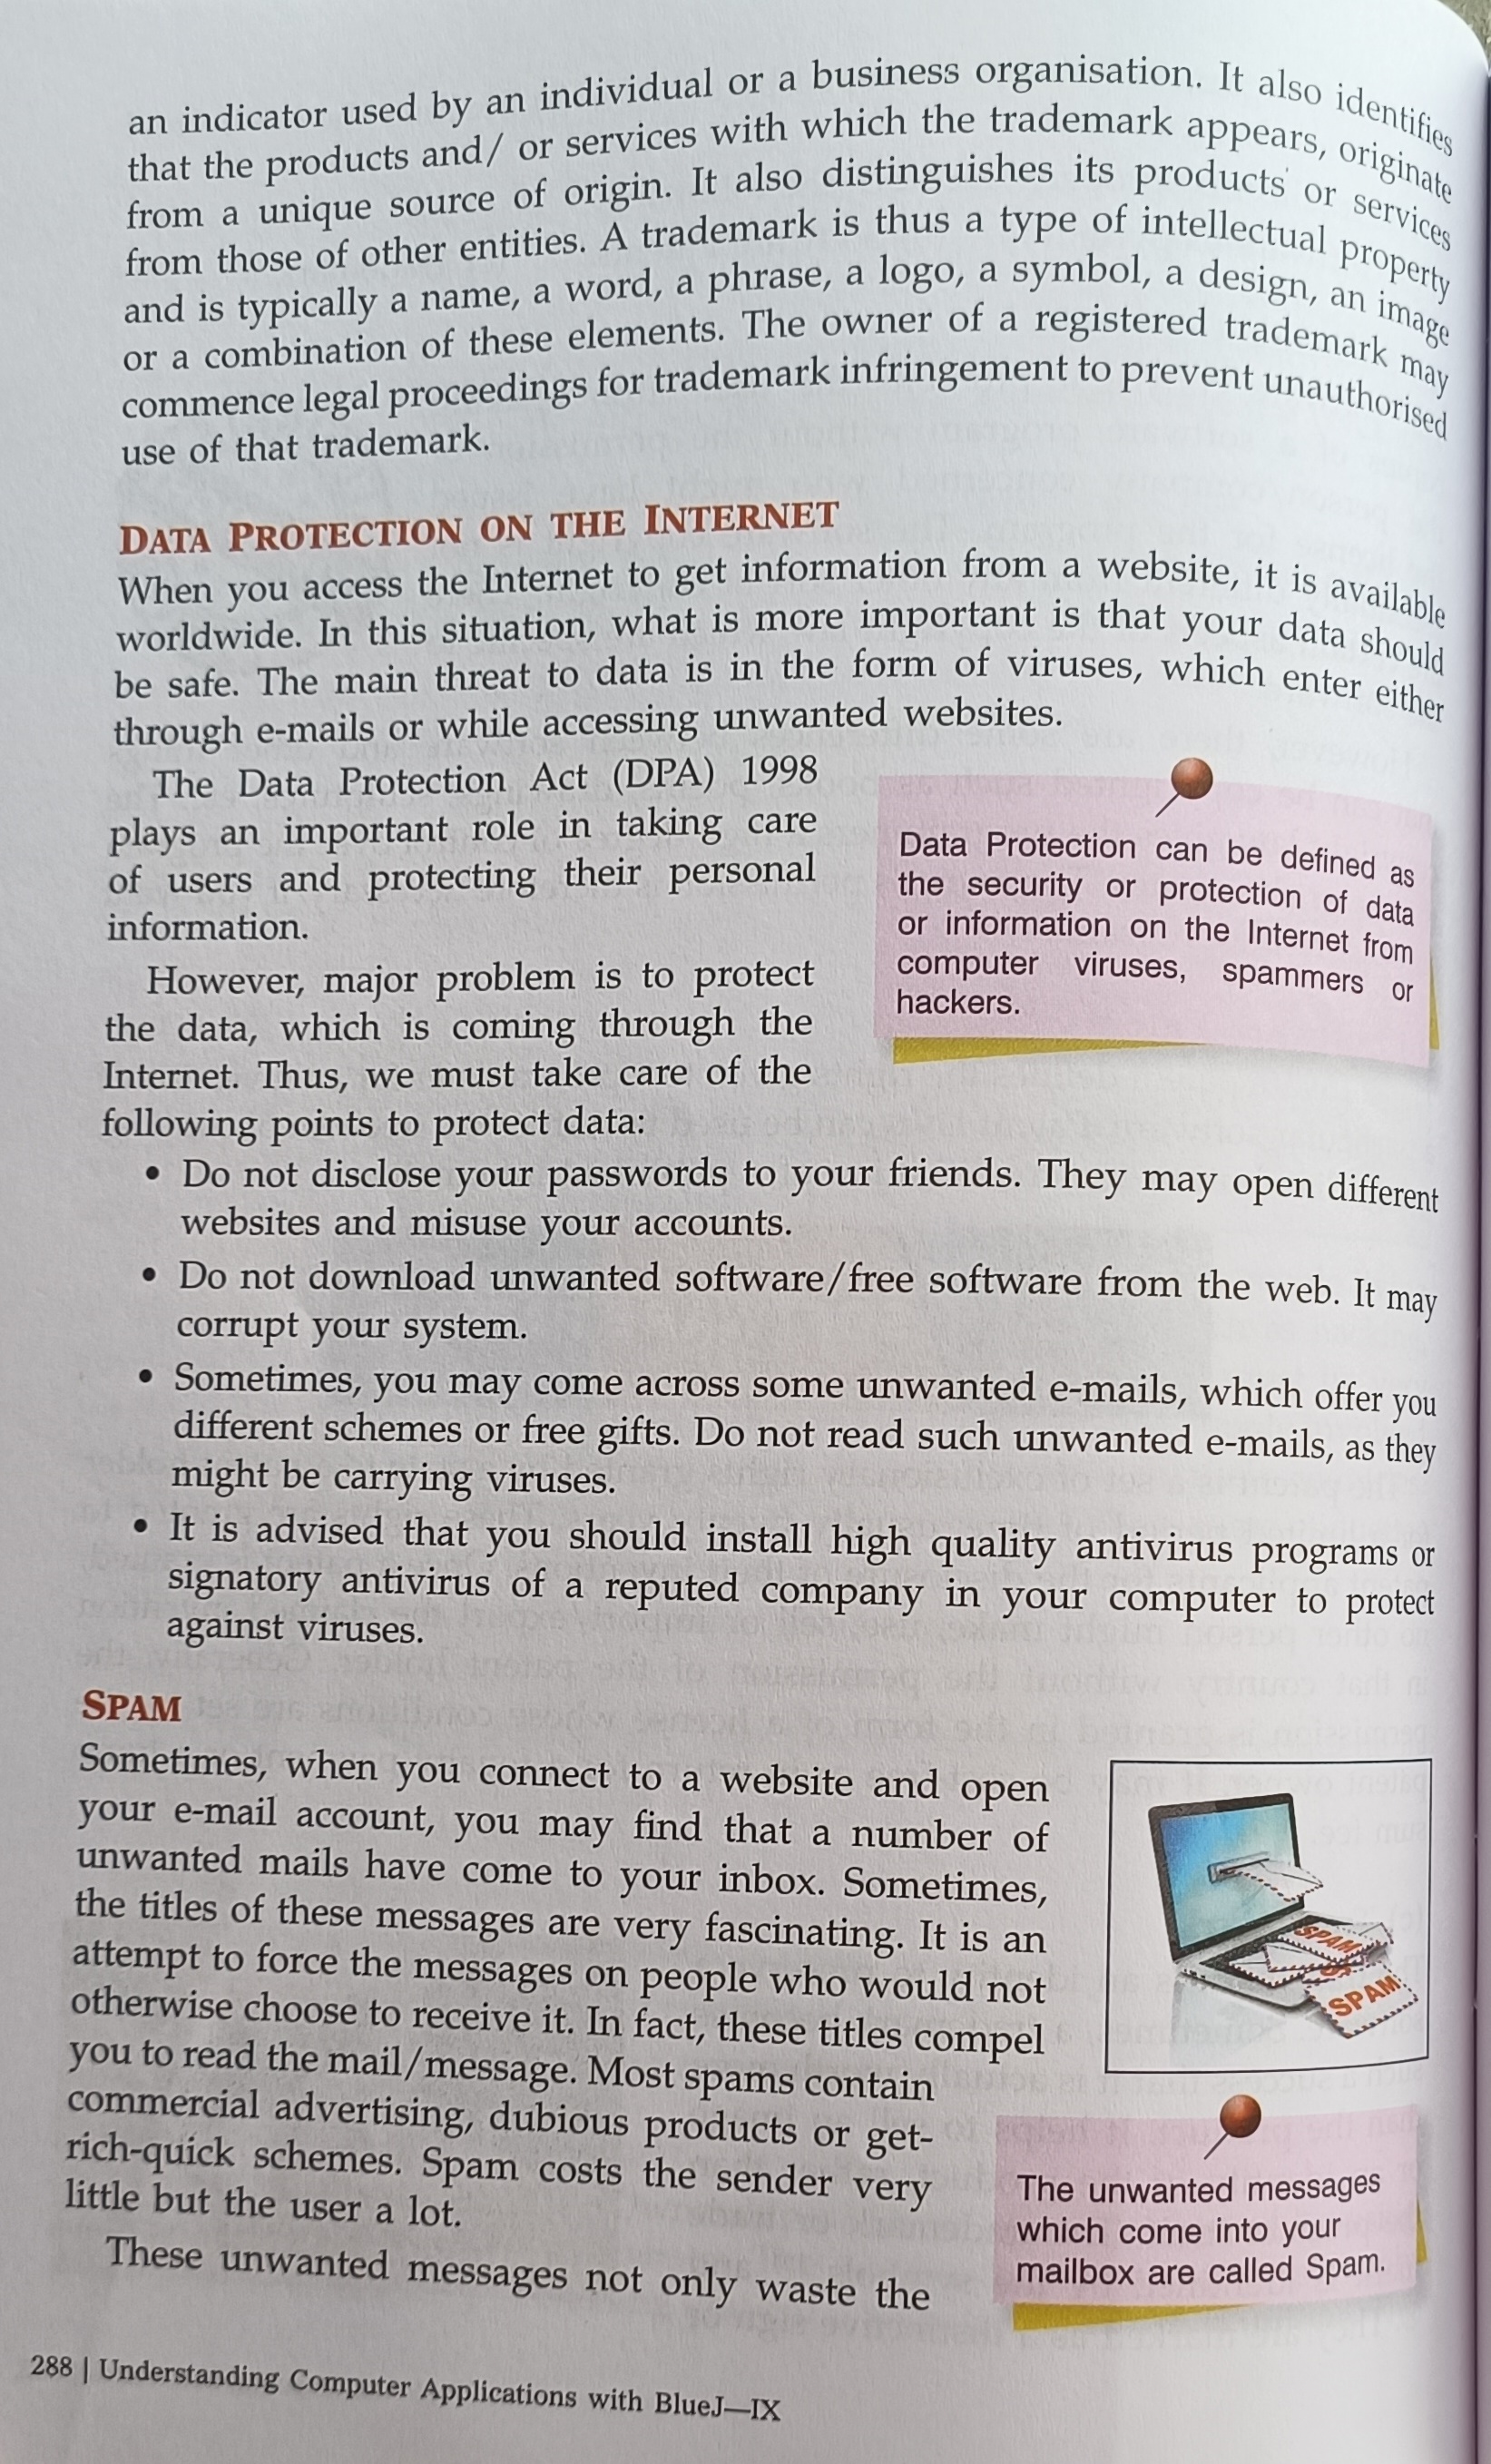 an indicator used by an individual or a business organisation. It also identifies
that the products and/ or services with which the trademark appears, originate
from a unique source of origin. It also distinguishes its products or services
from those of other entities. A trademark is thus a type of intellectual property
and is typically a name, a word, a phrase, a logo, a symbol, a design, an image
or a combination of these elements. The owner of a registered trademark may
commence legal proceedings for trademark infringement to prevent unauthorised
use of that trademark.
DATA PROTECTION ON THE INTERNET
When you access the Internet to get information from a website, it is available
worldwide. In this situation, what is more important is that your data should
be safe. The main threat to data is in the form of viruses, which enter either
through e-mails or while accessing unwanted websites.
The Data Protection Act (DPA) 1998
plays an important role in taking care
of users and protecting their personal
information.
However, major problem is to protect
the data, which is coming through the
Internet. Thus, we must take care of the
following points to protect data:
Data Protection can be defined as
the security or protection of data
or information on the Internet from
computer viruses, spammers or
hackers.
• Do not disclose your passwords to your friends. They may open different
websites and misuse your accounts.
• Do not download unwanted software/free software from the web. It may
corrupt your system.
• Sometimes, you may come across some unwanted e-mails, which offer you
different schemes or free gifts. Do not read such unwanted e-mails, as they
might be carrying viruses.
• It is advised that you should install high quality antivirus programs or
signatory antivirus of a reputed company in your computer to protect
against viruses.
SPAM
Sometimes, when you connect to a website and open
your e-mail account, you may find that a number of
unwanted mails have come to your inbox. Sometimes,
the titles of these messages are very fascinating. It is an
attempt to force the messages on people who would not
otherwise choose to receive it. In fact, these titles compel
you to read the mail/message. Most spams contain
commercial advertising, dubious products or get-
rich-quick schemes. Spam costs the sender very
little but the user a lot.
These unwanted messages not only waste the
SPAM
SPAM
The unwanted messages
which come into your
mailbox are called Spam.
288 | Understanding Computer Applications with BlueJ—IX